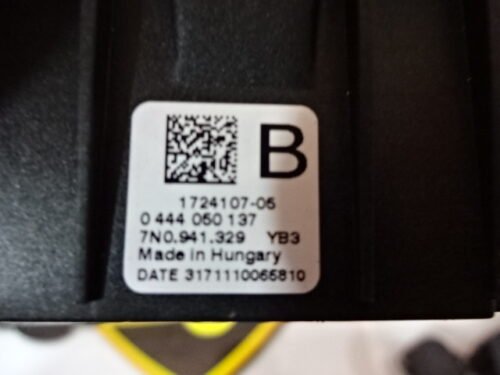 B
1724107-05
0 444 050 137
7N0.941.329 YB3
Made in Hungary
DATE 3171110065810